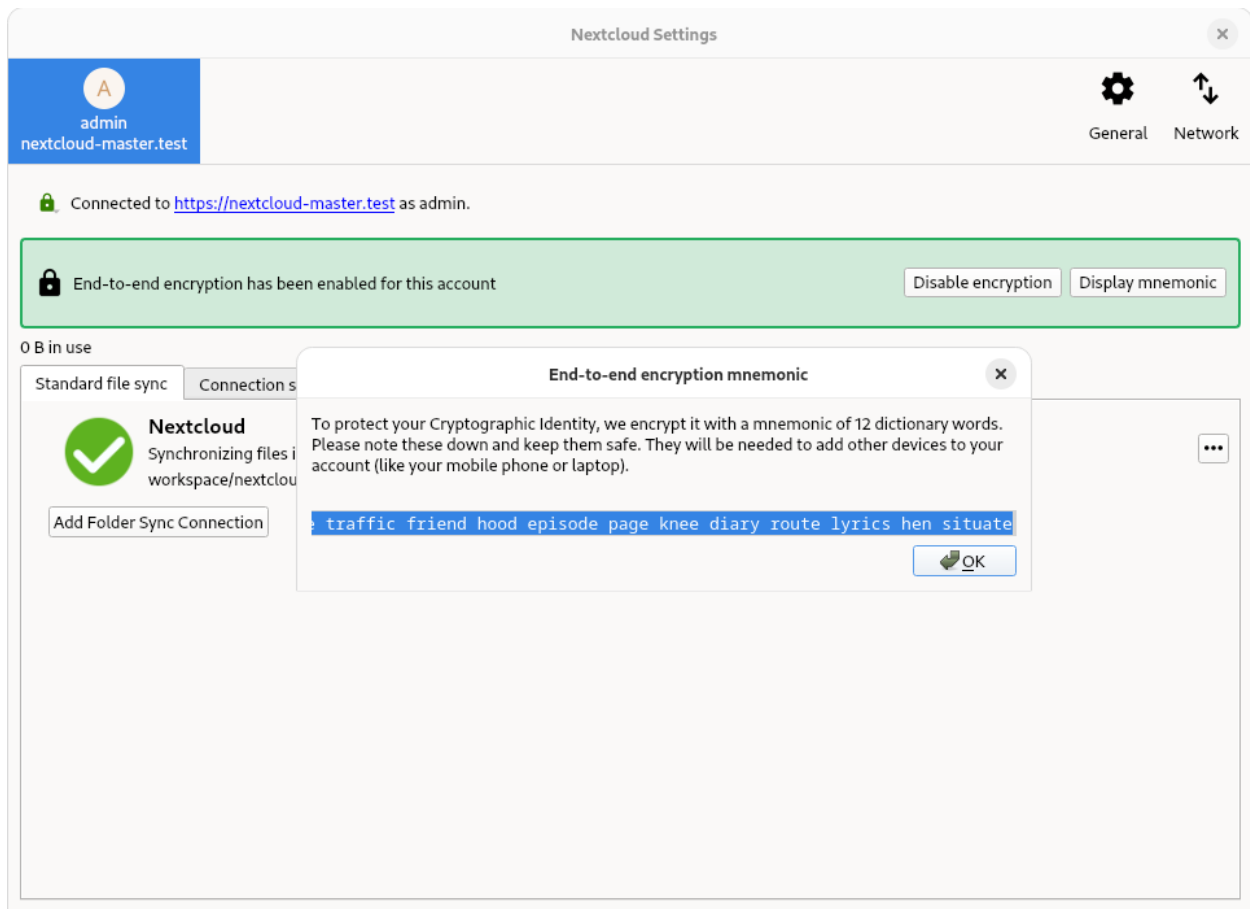 Nextcloud Settings
A
admin
nextcloud-master.test
General
Network
Connected to https://nextcloud-master.test as admin.
End-to-end encryption has been enabled for this account
Disable encryption
Display mnemonic
0 B in use
Standard file sync
Connection s
Nextcloud
Synchronizing files i
workspace/nextclou
Add Folder Sync Connection
End-to-end encryption mnemonic
To protect your Cryptographic Identity, we encrypt it with a mnemonic of 12 dictionary words.
Please note these down and keep them safe. They will be needed to add other devices to your
account (like your mobile phone or laptop).
traffic friend hood episode page knee diary route lyrics hen situate
OK